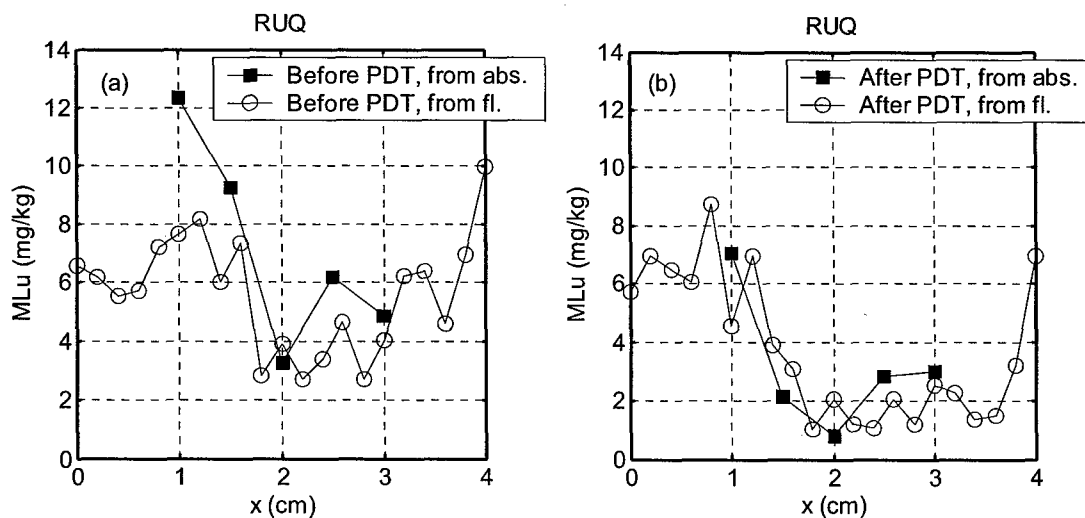 RUQ
(a)
Before PDT, from abs.
Before PDT, from fl.
MLu (mg/kg)
14
12
10
8
6
4
2
0
0 1 2 3 4
x (cm)
RUQ
(b)
After PDT, from abs.
After PDT, from fl.
MLu (mg/kg)
14
12
10
8
6
4
2
0
0 1 2 3 4
x (cm)